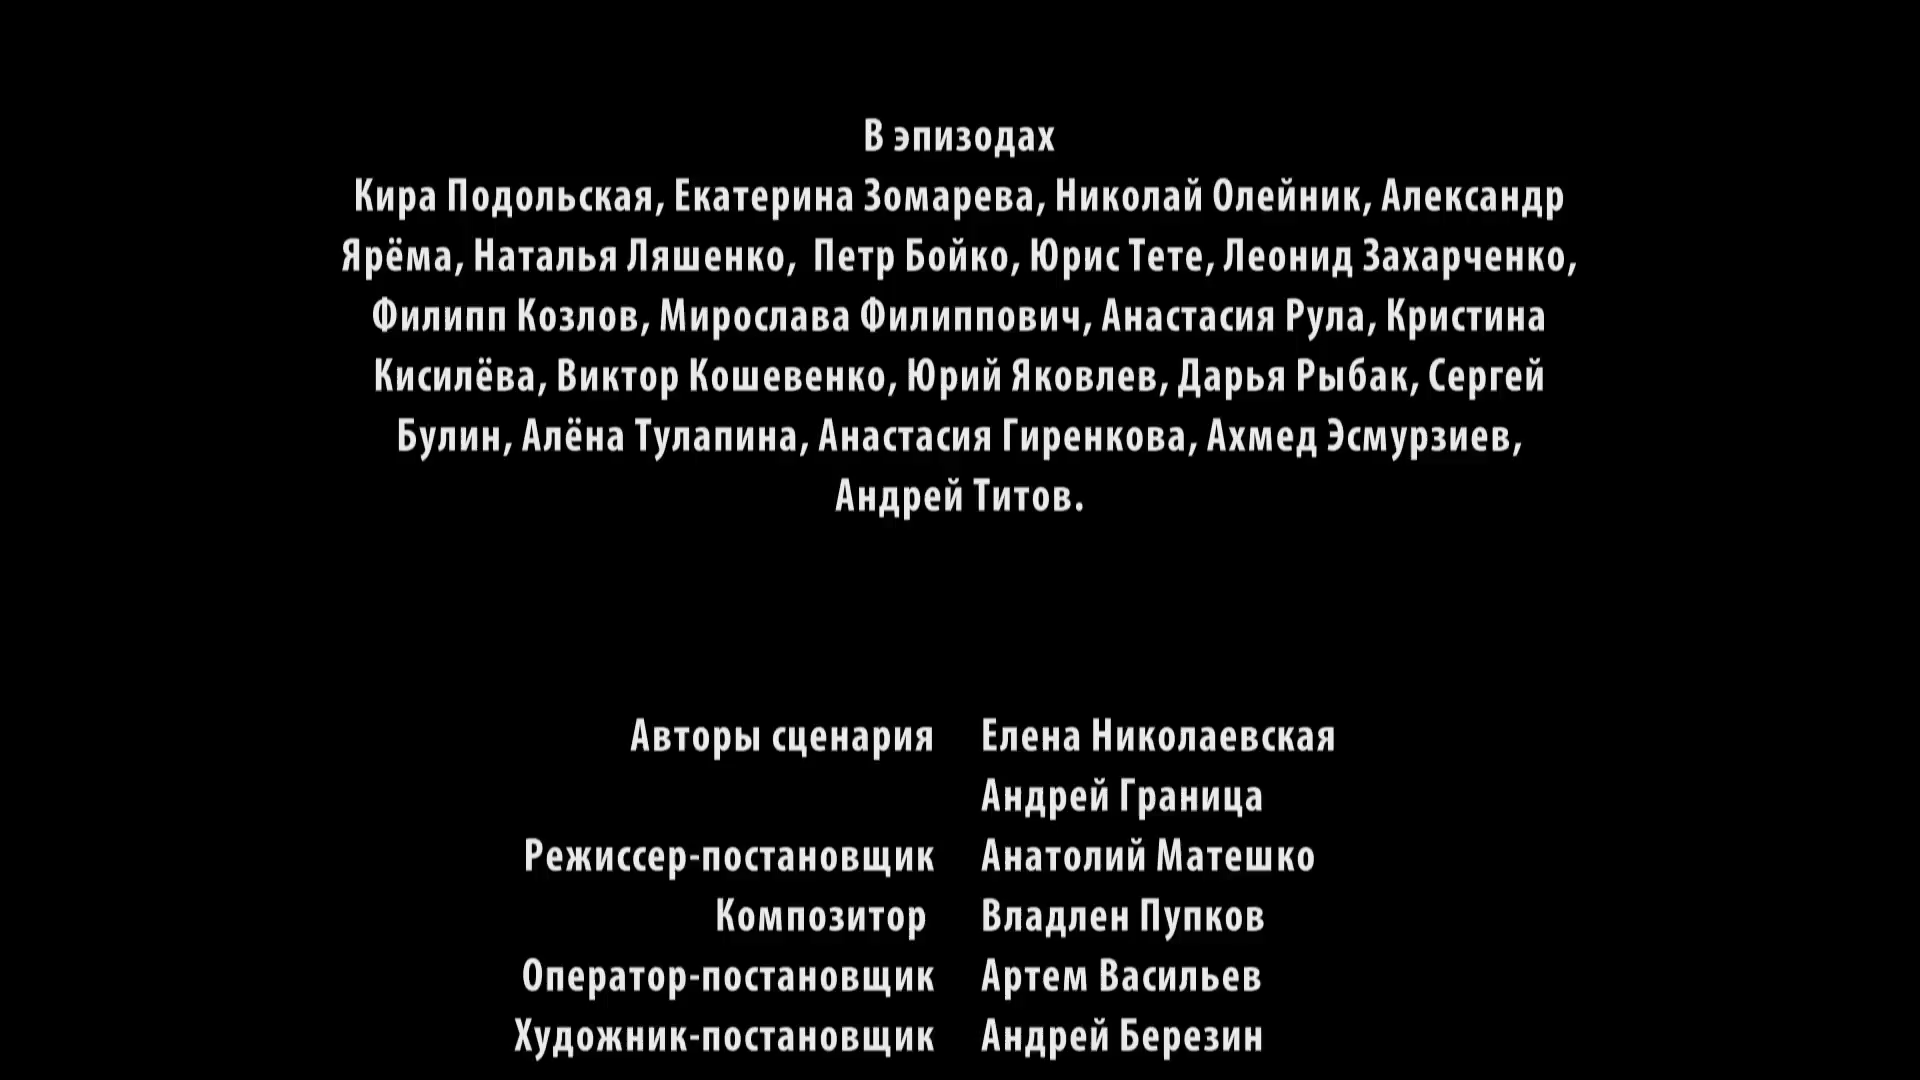 В эпизодах
Кира Подольская, Екатерина Зомарева, Николай Олейник, Александр
Ярёма, Наталья Ляшенко, Петр Бойко, Юрис Тете, Леонид Захарченко,
Филипп Козлов, Мирослава Филиппович, Анастасия Рула, Кристина
Кисилёва, Виктор Кошевенко, Юрий Яковлев, Дарья Рыбак, Сергей
Булин, Алёна Тулапина, Анастасия Гиренкова, Ахмед Эсмурзиев,
Андрей Титов.
Авторы сценария Елена Николаевская
Андрей Граница
Режиссер-постановщик Анатолий Матешко
Композитор Владлен Пупков
Оператор-постановщик Артем Васильев
Художник-постановщик Андрей Березин